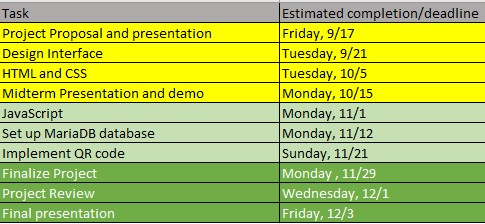 Task Estimated completion/deadline
Project Proposal and presentation Friday, 9/17
Design Interface Tuesday, 9/21
HTML and CSS Tuesday, 10/5
Midterm Presentation and demo Monday, 10/15
JavaScript Monday, 11/1
Set up MariaDB database Monday, 11/12
Implement QR code Sunday, 11/21
Finalize Project Monday , 11/29
Project Review Wednesday, 12/1
Final presentation Friday, 12/3